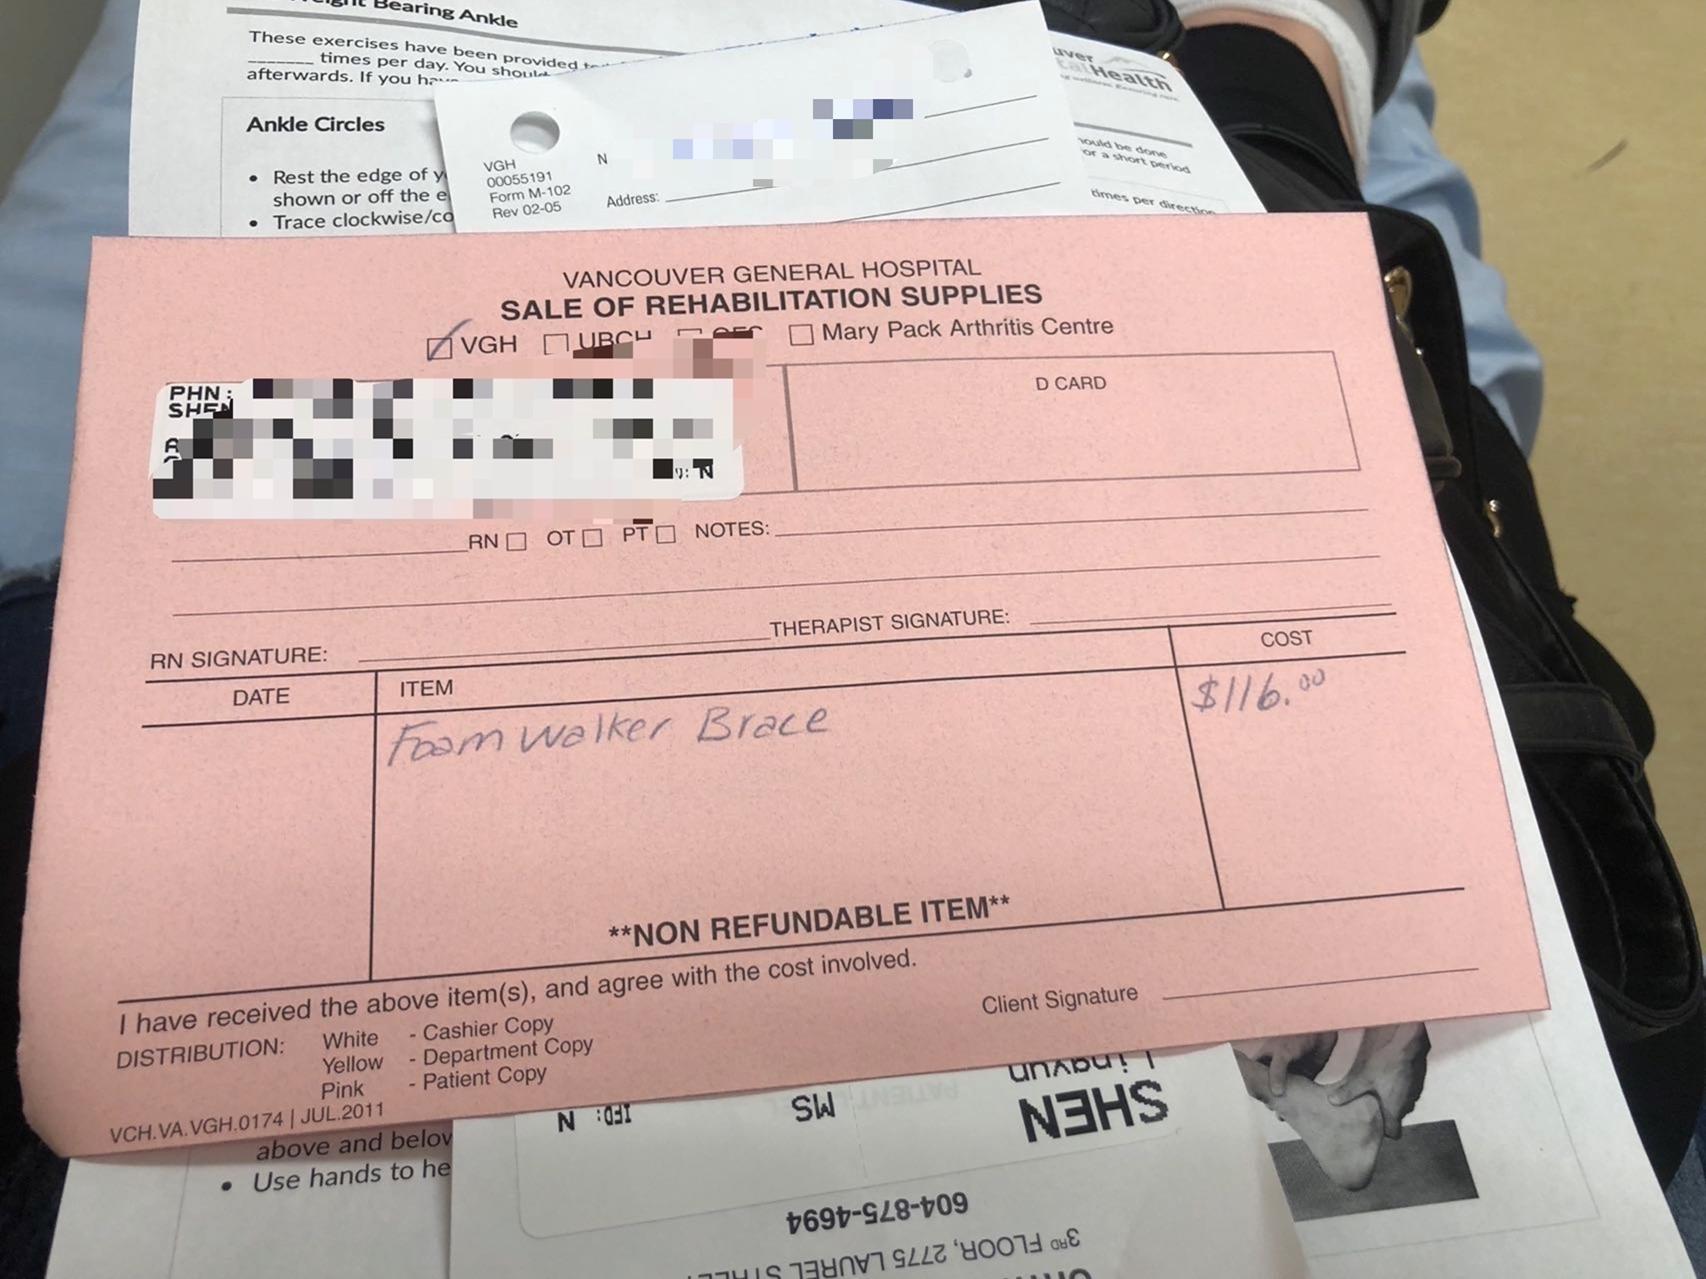 Weight Bearing Ankle
These exercises have been provided
_______ times per day. You should
afterwards. If you
Ankle Circles
• Rest the edge of
shown or off the
• Trace clockwise/co
Health
should be done
or a short period
times per direction
VGH
00055191
Form M-102
Rev 02-05
N
Address:
VANCOUVER GENERAL HOSPITAL
SALE OF REHABILITATION SUPPLIES
VGH UBCH Mary Pack Arthritis Centre
PHN:
SHEN
D CARD
N
RN OT PT NOTES:
RN SIGNATURE: THERAPIST SIGNATURE:
DATE ITEM COST
Foam Walker Brace $116.00
**NON REFUNDABLE ITEM**
I have received the above item(s), and agree with the cost involved.
Client Signature
DISTRIBUTION: White - Cashier Copy
Yellow - Department Copy
Pink - Patient Copy
VCH.VA.VGH.0174 | JUL.2011
above and below
• Use hands to he
SHEN
Lingyun
MS
IFD: N
604-875-4694
3RD FLOOR, 2775 LAUREL STREET